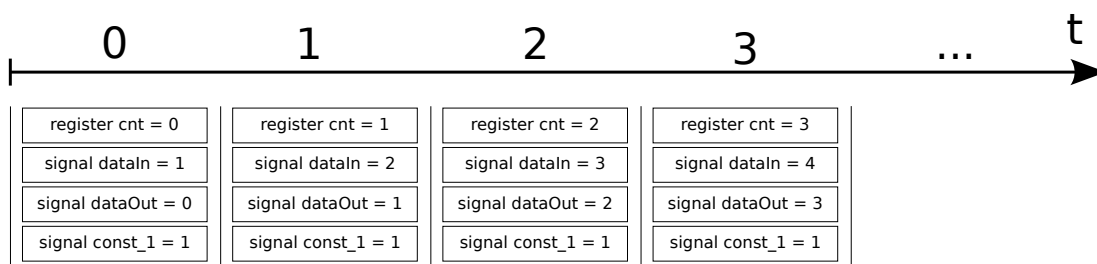 0 1 2 3 ... t
register cnt = 0 register cnt = 1 register cnt = 2 register cnt = 3
signal dataIn = 1 signal dataIn = 2 signal dataIn = 3 signal dataIn = 4
signal dataOut = 0 signal dataOut = 1 signal dataOut = 2 signal dataOut = 3
signal const_1 = 1 signal const_1 = 1 signal const_1 = 1 signal const_1 = 1